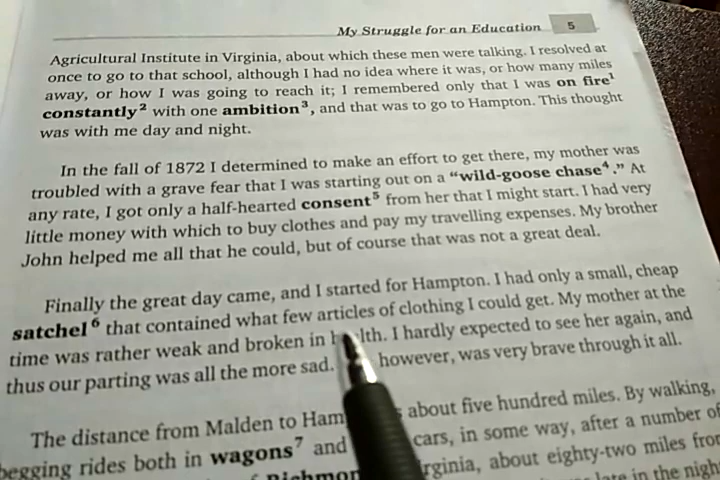 My Struggle for an Education 5
Agricultural Institute in Virginia, about which these men were talking. I resolved at
once to go to that school, although I had no idea where it was, or how many miles
away, or how I was going to reach it; I remembered only that I was on fire¹
constantly² with one ambition³, and that was to go to Hampton. This thought
was with me day and night.
In the fall of 1872 I determined to make an effort to get there, my mother was
troubled with a grave fear that I was starting out on a “wild-goose chase⁴.” At
any rate, I got only a half-hearted consent⁵ from her that I might start. I had very
little money with which to buy clothes and pay my travelling expenses. My brother
John helped me all that he could, but of course that was not a great deal.
Finally the great day came, and I started for Hampton. I had only a small, cheap
satchel⁶ that contained what few articles of clothing I could get. My mother at the
time was rather weak and broken in health. I hardly expected to see her again, and
thus our parting was all the more sad. however, was very brave through it all.
The distance from Malden to Ham about five hundred miles. By walking,
begging rides both in wagons⁷ and cars, in some way, after a number of
Richmon rginia, about eighty-two miles from
late in the night